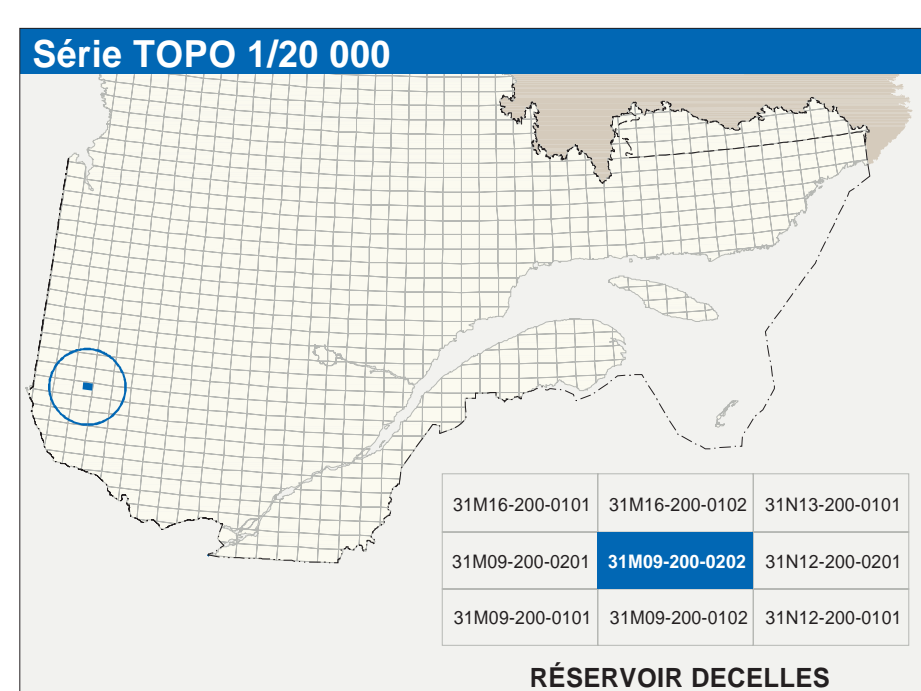 Série TOPO 1/20 000
31M16-200-0101 31M16-200-0102 31N13-200-0101
31M09-200-0201 31M09-200-0202 31N12-200-0201
31M09-200-0101 31M09-200-0102 31N12-200-0101
RÉSERVOIR DECELLES